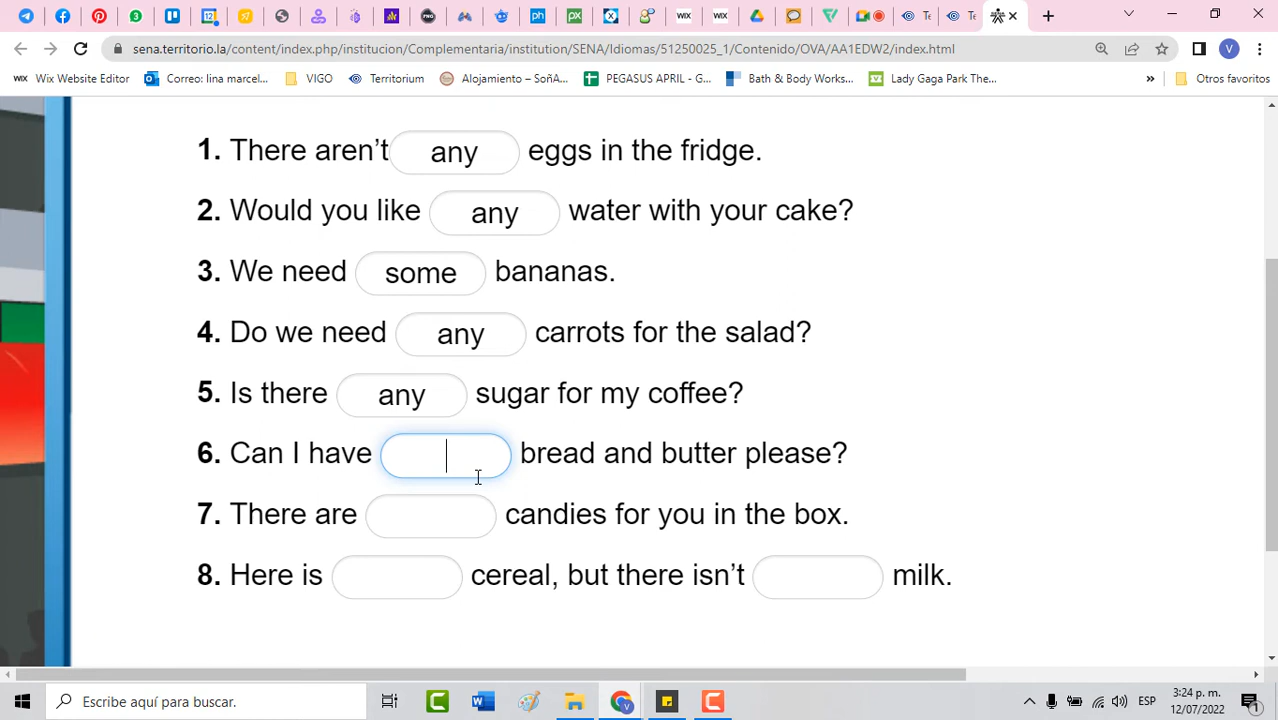 sena.territorio.la/content/index.php/institucion/Complementaria/institution/SENA/Idiomas/51250025_1/Contenido/OVA/AA1EDW2/index.html
Wix Website Editor Correo: lina marcel... VIGO Territorium Alojamiento – SoñA... PEGASUS APRIL - G... Bath & Body Works... Lady Gaga Park The... » Otros favoritos
1. There aren't any eggs in the fridge.
2. Would you like any water with your cake?
3. We need some bananas.
4. Do we need any carrots for the salad?
5. Is there any sugar for my coffee?
6. Can I have bread and butter please?
7. There are candies for you in the box.
8. Here is cereal, but there isn't milk.
Escribe aquí para buscar. ESP 3:24 p. m.
12/07/2022